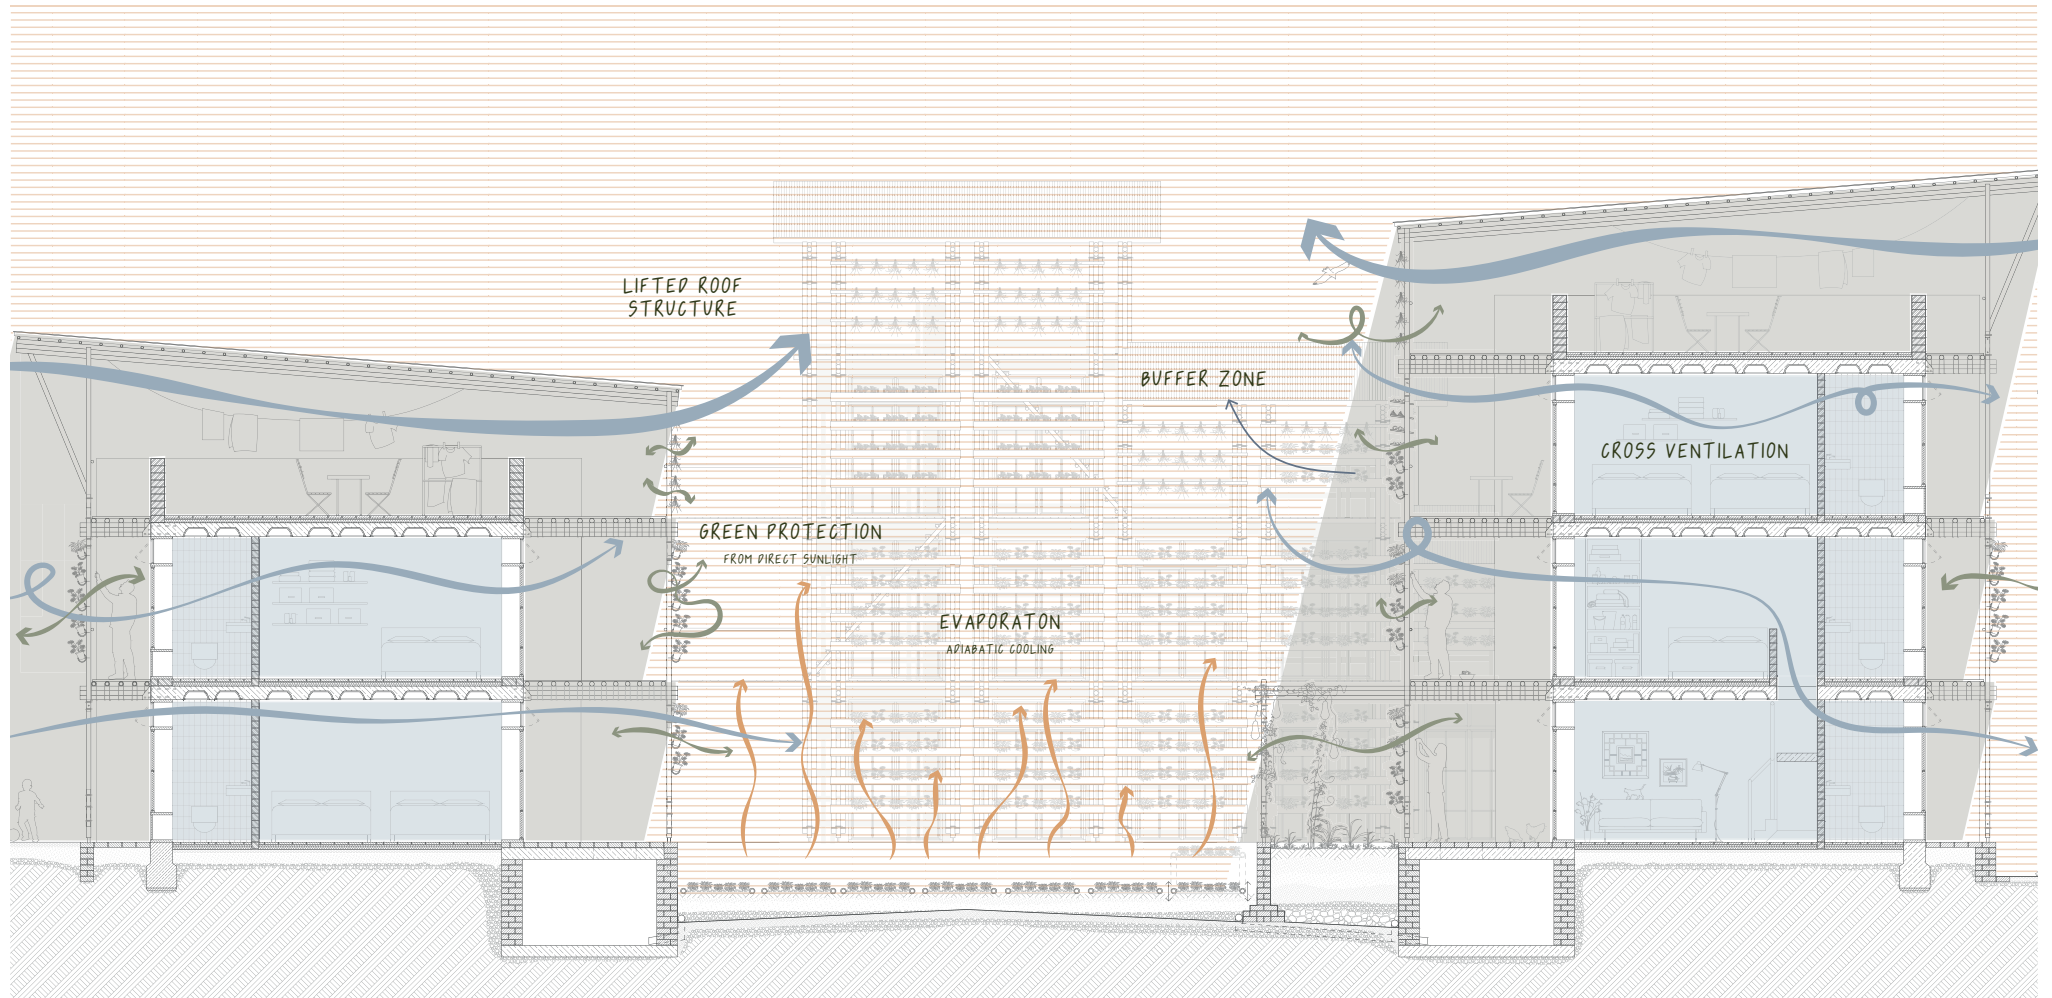 LIFTED ROOF
STRUCTURE
BUFFER ZONE
CROSS VENTILATION
GREEN PROTECTION
FROM DIRECT SUNLIGHT
EVAPORATON
ADIABATIC COOLING